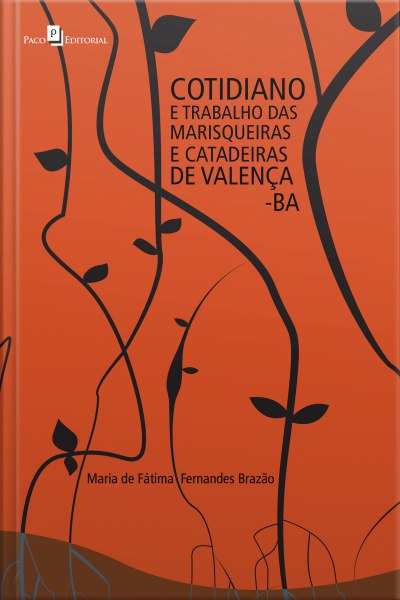 PACO EDITORIAL
COTIDIANO
E TRABALHO DAS
MARISQUEIRAS
E CATADEIRAS
DE VALENÇA
-BA
Maria de Fátima Fernandes Brazão